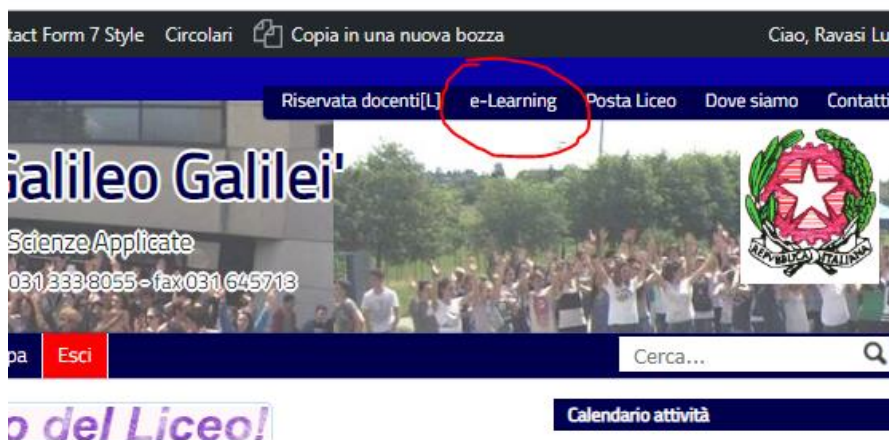 tact Form 7 Style Circolari Copia in una nuova bozza Ciao, Ravasi Lu
Riservata docenti[L] e-Learning Posta Liceo Dove siamo Contatti
Galileo Galilei'
Scienze Applicate
031 333 8055 - fax 031 645713
REPVBBLICA ITALIANA
pa Esci Cerca...
o del Liceo!
Calendario attività